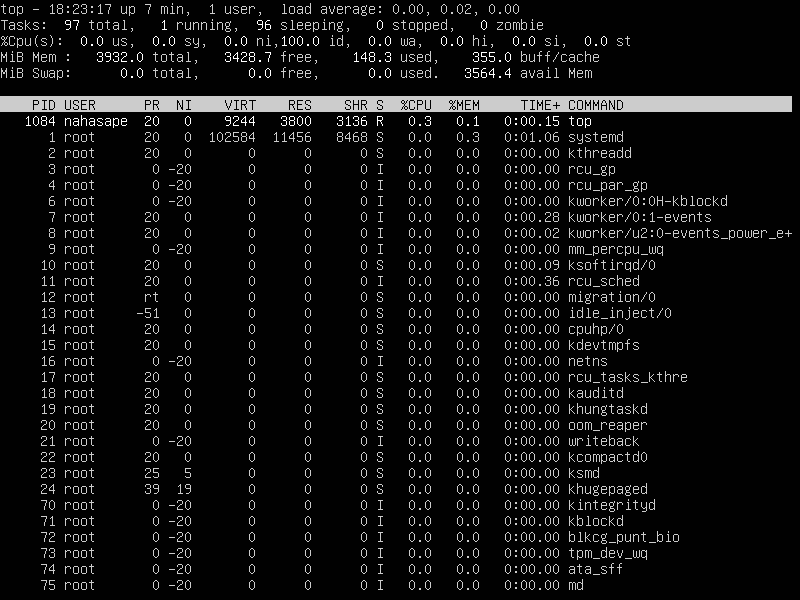 top - 18:23:17 up 7 min,  1 user,  load average: 0.00, 0.02, 0.00
Tasks:  97 total,   1 running,  96 sleeping,   0 stopped,   0 zombie
%Cpu(s):  0.0 us,  0.0 sy,  0.0 ni,100.0 id,  0.0 wa,  0.0 hi,  0.0 si,  0.0 st
MiB Mem :   3932.0 total,   3428.7 free,    148.3 used,    355.0 buff/cache
MiB Swap:      0.0 total,      0.0 free,      0.0 used.   3564.4 avail Mem
    PID USER      PR  NI    VIRT    RES    SHR S  %CPU  %MEM     TIME+ COMMAND
   1084 nahasape  20   0    9244   3800   3136 R   0.3   0.1   0:00.15 top
      1 root      20   0  102584  11456   8468 S   0.0   0.3   0:01.06 systemd
      2 root      20   0       0      0      0 S   0.0   0.0   0:00.00 kthreadd
      3 root       0 -20       0      0      0 I   0.0   0.0   0:00.00 rcu_gp
      4 root       0 -20       0      0      0 I   0.0   0.0   0:00.00 rcu_par_gp
      6 root       0 -20       0      0      0 I   0.0   0.0   0:00.00 kworker/0:0H-kblockd
      7 root      20   0       0      0      0 I   0.0   0.0   0:00.28 kworker/0:1-events
      8 root      20   0       0      0      0 I   0.0   0.0   0:00.02 kworker/u2:0-events_power_e+
      9 root       0 -20       0      0      0 I   0.0   0.0   0:00.00 mm_percpu_wq
     10 root      20   0       0      0      0 S   0.0   0.0   0:00.09 ksoftirqd/0
     11 root      20   0       0      0      0 I   0.0   0.0   0:00.36 rcu_sched
     12 root      rt   0       0      0      0 S   0.0   0.0   0:00.00 migration/0
     13 root     -51   0       0      0      0 S   0.0   0.0   0:00.00 idle_inject/0
     14 root      20   0       0      0      0 S   0.0   0.0   0:00.00 cpuhp/0
     15 root      20   0       0      0      0 S   0.0   0.0   0:00.00 kdevtmpfs
     16 root       0 -20       0      0      0 I   0.0   0.0   0:00.00 netns
     17 root      20   0       0      0      0 S   0.0   0.0   0:00.00 rcu_tasks_kthre
     18 root      20   0       0      0      0 S   0.0   0.0   0:00.00 kauditd
     19 root      20   0       0      0      0 S   0.0   0.0   0:00.00 khungtaskd
     20 root      20   0       0      0      0 S   0.0   0.0   0:00.00 oom_reaper
     21 root       0 -20       0      0      0 I   0.0   0.0   0:00.00 writeback
     22 root      20   0       0      0      0 S   0.0   0.0   0:00.00 kcompactd0
     23 root      25   5       0      0      0 S   0.0   0.0   0:00.00 ksmd
     24 root      39  19       0      0      0 S   0.0   0.0   0:00.00 khugepaged
     70 root       0 -20       0      0      0 I   0.0   0.0   0:00.00 kintegrityd
     71 root       0 -20       0      0      0 I   0.0   0.0   0:00.00 kblockd
     72 root       0 -20       0      0      0 I   0.0   0.0   0:00.00 blkcg_punt_bio
     73 root       0 -20       0      0      0 I   0.0   0.0   0:00.00 tpm_dev_wq
     74 root       0 -20       0      0      0 I   0.0   0.0   0:00.00 ata_sff
     75 root       0 -20       0      0      0 I   0.0   0.0   0:00.00 md